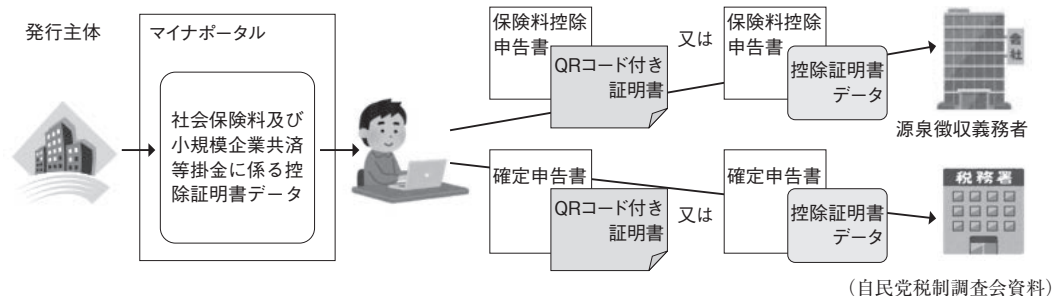 発行主体
マイナポータル
社会保険料及び
小規模企業共済
等掛金に係る控
除証明書データ
保険料控除
申告書
QRコード付き
証明書
又は
保険料控除
申告書
控除証明書
データ
会社
源泉徴収義務者
確定申告書
QRコード付き
証明書
又は
確定申告書
控除証明書
データ
税務署
（自民党税制調査会資料）